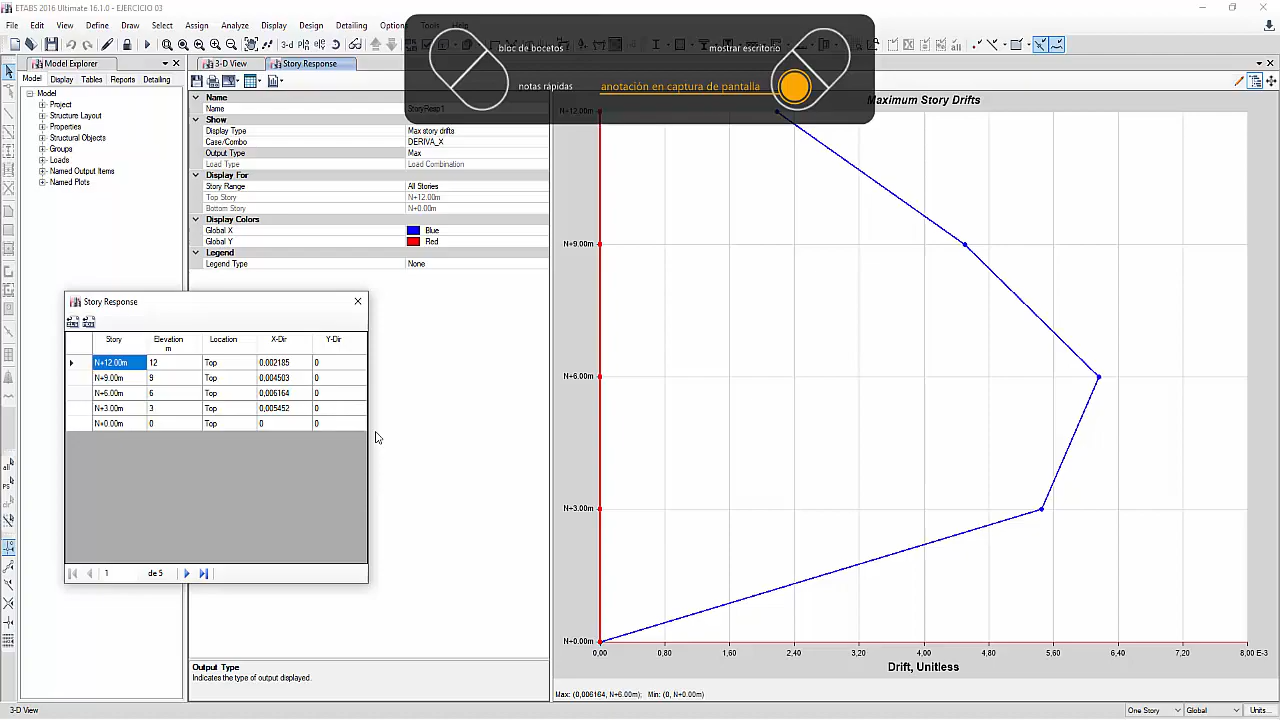 ETABS 2016 Ultimate 16.1.0 - EJERCICIO 03
File Edit View Define Draw Select Assign Analyze Display Design Detailing Options Tools Help
bloc de bocetos
mostrar escritorio
notas rápidas
anotación en captura de pantalla
Model Explorer
Model Display Tables Reports Detailing
Model
Project
Structure Layout
Properties
Structural Objects
Groups
Loads
Named Output Items
Named Plots
3-D View
Story Response
Name
Name StoryResp1
Show
Display Type Max story drifts
Case/Combo DERIVA_X
Output Type Max
Load Type Load Combination
Display For
Story Range All Stories
Top Story N+12.00m
Bottom Story N+0.00m
Display Colors
Global X Blue
Global Y Red
Legend
Legend Type None
Story Response
Story Elevation m Location X-Dir Y-Dir
N+12.00m 12 Top 0,002185 0
N+9.00m 9 Top 0,004503 0
N+6.00m 6 Top 0,006164 0
N+3.00m 3 Top 0,005452 0
N+0.00m 0 Top 0 0
1 de 5
Output Type
Indicates the type of output displayed.
Maximum Story Drifts
N+12.00m
N+9.00m
N+6.00m
N+3.00m
N+0.00m
0,00 0,80 1,60 2,40 3,20 4,00 4,80 5,60 6,40 7,20 8,00 E-3
Drift, Unitless
Max: (0,006164, N+6.00m); Min: (0, N+0.00m)
3-D View
One Story
Global
Units...